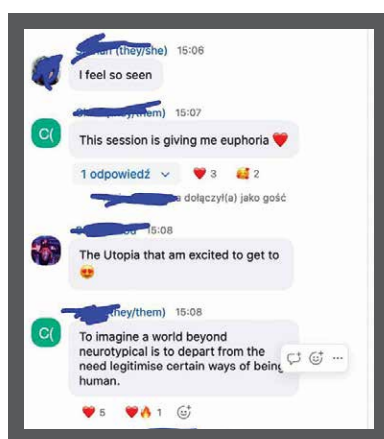 (they/she) 15:06
I feel so seen
15:07
C(
This session is giving me euphoria ❤️
1 odpowiedź ❤️ 3 🥰 2
dołączył(a) jako gość
15:08
The Utopia that am excited to get to
😍
hey/them) 15:08
C(
To imagine a world beyond
neurotypical is to depart from the
need legitimise certain ways of being
human.
❤️ 5 ❤️🔥 1